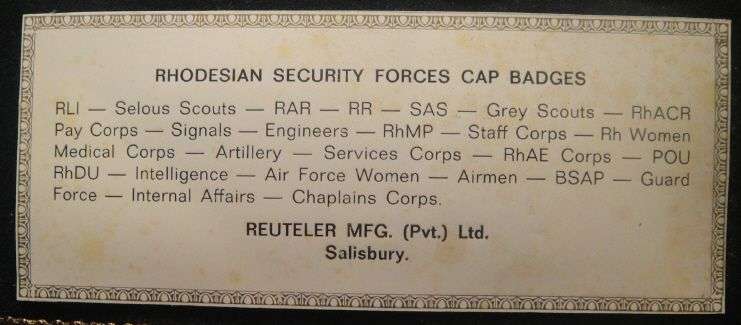 RHODESIAN SECURITY FORCES CAP BADGES
RLI — Selous Scouts — RAR — RR — SAS — Grey Scouts — RhACR
Pay Corps — Signals — Engineers — RhMP — Staff Corps — Rh Women
Medical Corps — Artillery — Services Corps — RhAE Corps — POU
RhDU — Intelligence — Air Force Women — Airmen — BSAP — Guard
Force — Internal Affairs — Chaplains Corps.
REUTELER MFG. (Pvt.) Ltd.
Salisbury.